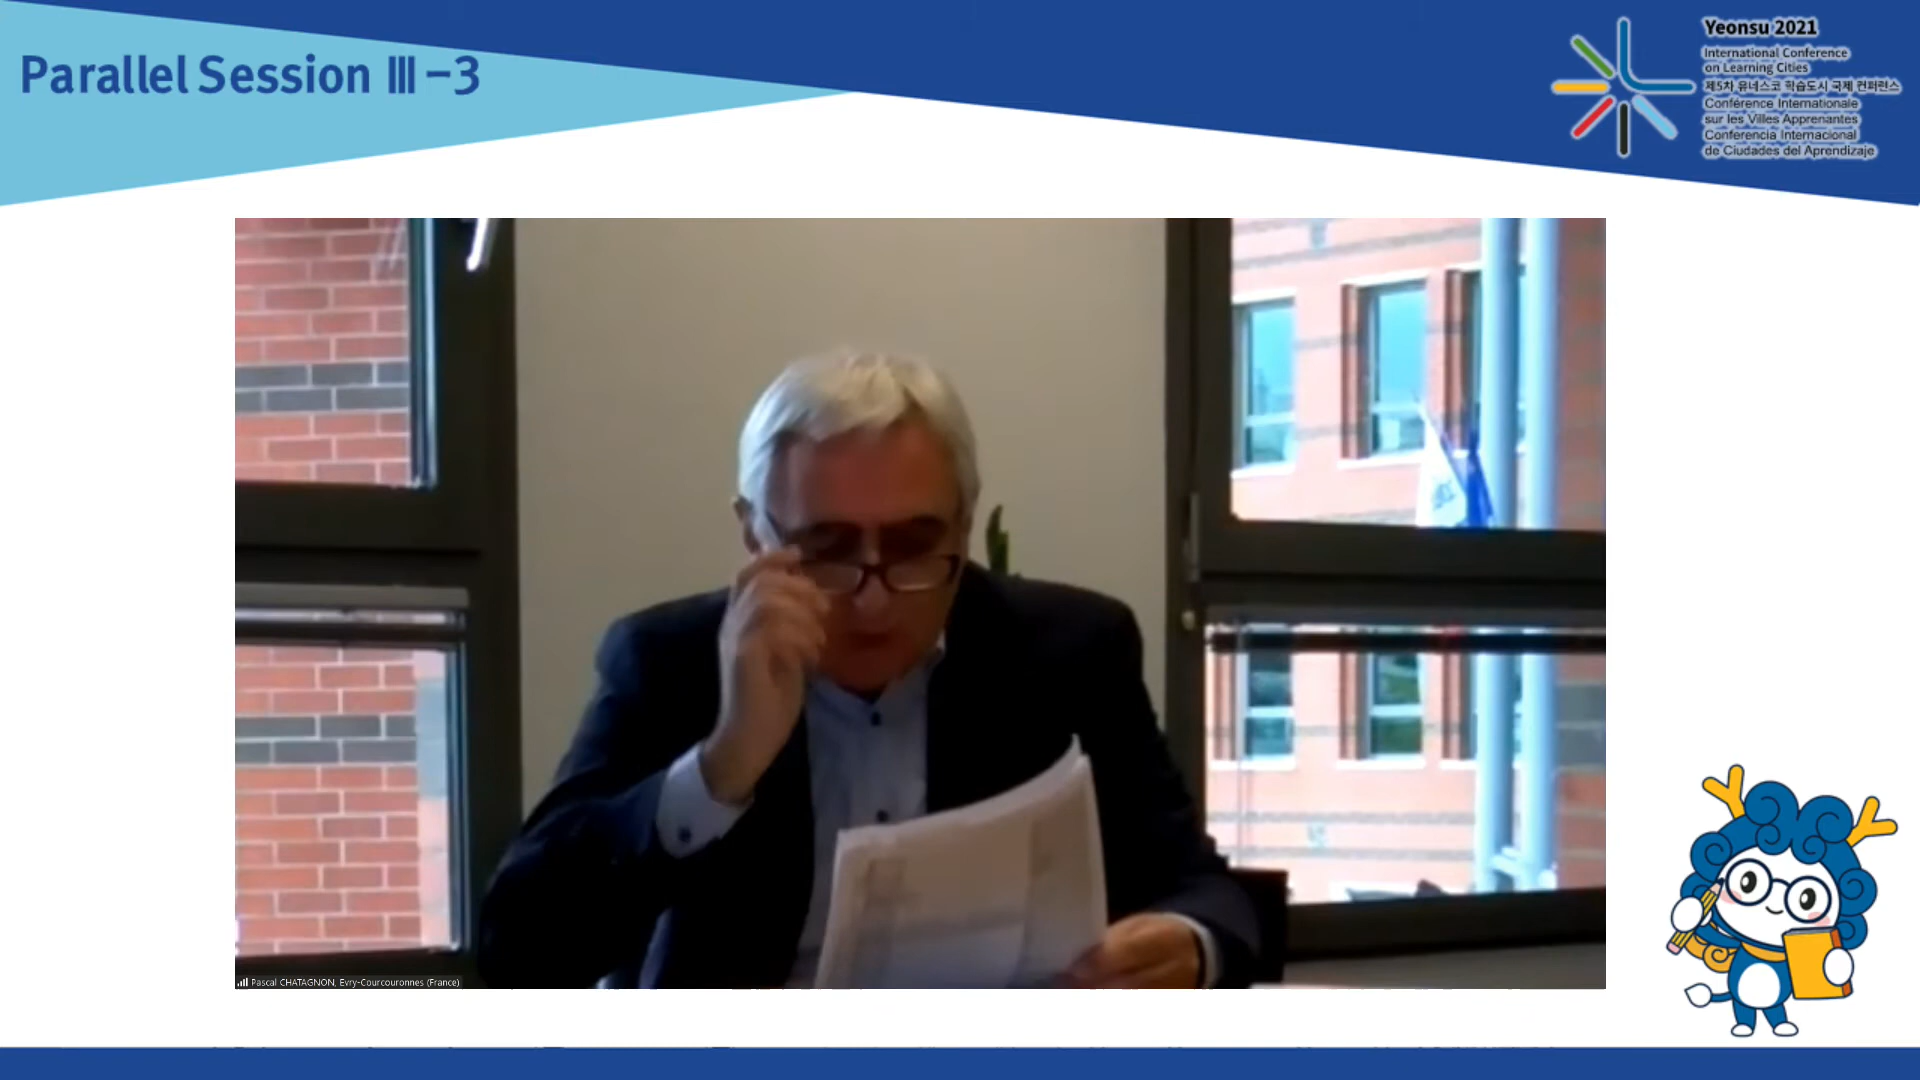 Parallel Session Ⅲ-3
Yeonsu 2021
International Conference
on Learning Cities
제5차 유네스코 학습도시 국제 컨퍼런스
Conférence Internationale
sur les Villes Apprenantes
Conferencia Internacional
de Ciudades del Aprendizaje
Pascal CHATAGNON, Evry-Courcouronnes (France)